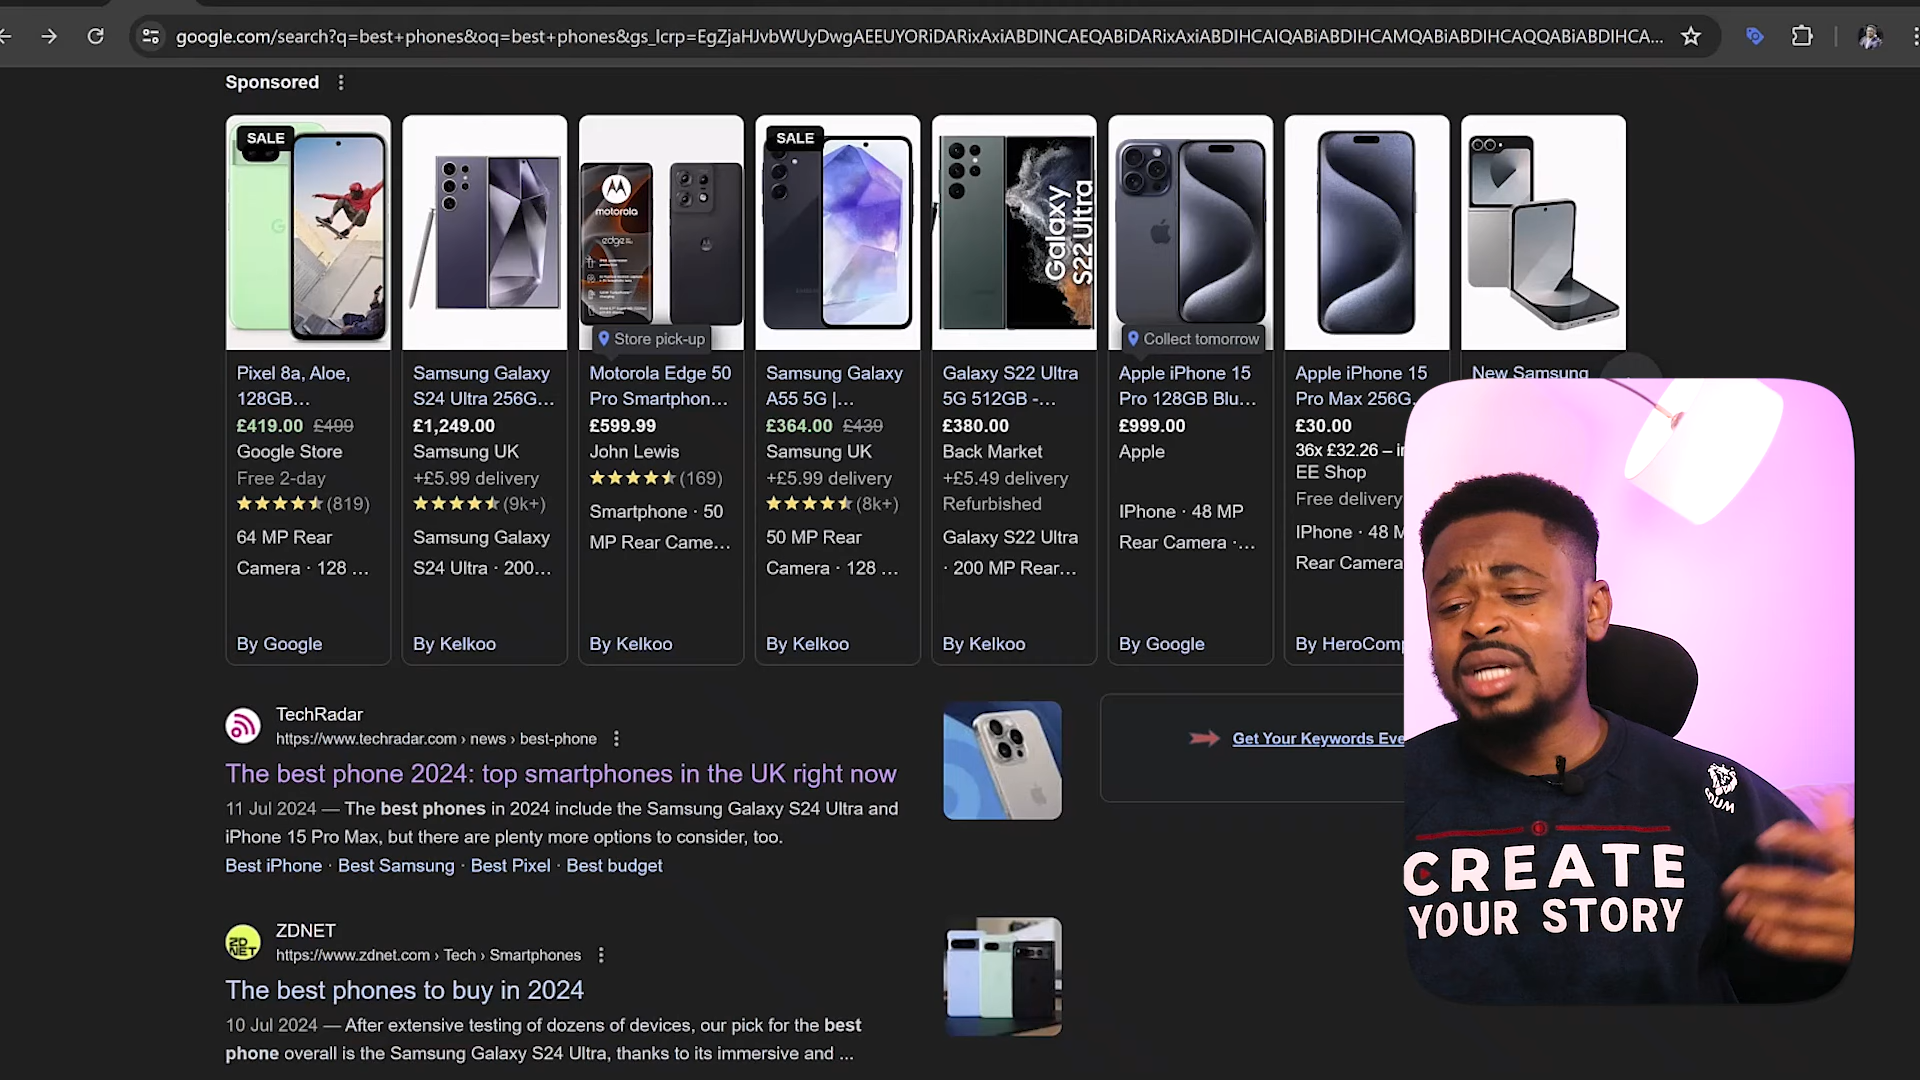 google.com/search?q=best+phones&oq=best+phones&gs_lcrp=EgZjaHJvbWUyDwgAEEUYORiDARixAxiABDINCAEQABiDARixAxiABDIHCAIQABiABDIHCAMQABiABDIHCAQQABiABDIHCA...
Sponsored
SALE
SALE
motorola
edge
Galaxy
S22 Ultra
Store pick-up
Collect tomorrow
Pixel 8a, Aloe,
128GB...
£419.00 £499
Google Store
Free 2-day
(819)
64 MP Rear
Camera · 128 ...
By Google
Samsung Galaxy
S24 Ultra 256G...
£1,249.00
Samsung UK
+£5.99 delivery
(9k+)
Samsung Galaxy
S24 Ultra · 200...
By Kelkoo
Motorola Edge 50
Pro Smartphon...
£599.99
John Lewis
(169)
Smartphone · 50
MP Rear Came...
By Kelkoo
Samsung Galaxy
A55 5G |...
£364.00 £439
Samsung UK
+£5.99 delivery
(8k+)
50 MP Rear
Camera · 128 ...
By Kelkoo
Galaxy S22 Ultra
5G 512GB -...
£380.00
Back Market
+£5.49 delivery
Refurbished
Galaxy S22 Ultra
· 200 MP Rear...
By Kelkoo
Apple iPhone 15
Pro 128GB Blu...
£999.00
Apple
IPhone · 48 MP
Rear Camera ·...
By Google
Apple iPhone 15
Pro Max 256G
£30.00
36x £32.26 –
EE Shop
Free delivery
IPhone · 48
Rear Camera
By HeroComp
New Samsung
TechRadar
https://www.techradar.com › news › best-phone
The best phone 2024: top smartphones in the UK right now
11 Jul 2024 — The best phones in 2024 include the Samsung Galaxy S24 Ultra and
iPhone 15 Pro Max, but there are plenty more options to consider, too.
Best iPhone · Best Samsung · Best Pixel · Best budget
Get Your Keywords Eve
ZDNET
ZD
NET
https://www.zdnet.com › Tech › Smartphones
The best phones to buy in 2024
10 Jul 2024 — After extensive testing of dozens of devices, our pick for the best
phone overall is the Samsung Galaxy S24 Ultra, thanks to its immersive and ...
CREATE
YOUR STORY